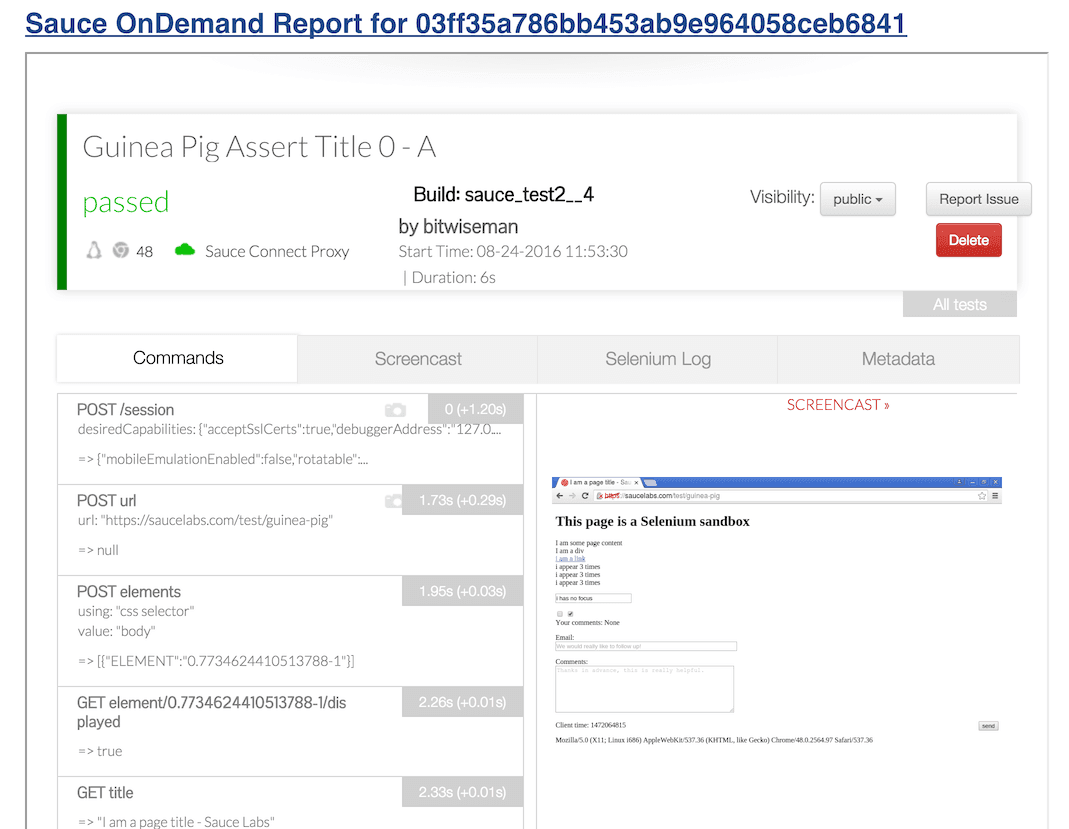 Sauce OnDemand Report for 03ff35a786bb453ab9e964058ceb6841
Guinea Pig Assert Title 0 - A
passed
Build: sauce_test2__4
by bitwiseman
Visibility:
public
Report Issue
Delete
48
Sauce Connect Proxy
Start Time: 08-24-2016 11:53:30
| Duration: 6s
All tests
Commands
Screencast
Selenium Log
Metadata
POST /session
0 (+1.20s)
desiredCapabilities: {"acceptSslCerts":true,"debuggerAddress":"127.0....
=> {"mobileEmulationEnabled":false,"rotatable":...
POST url
1.73s (+0.29s)
url: "https://saucelabs.com/test/guinea-pig"
=> null
POST elements
1.95s (+0.03s)
using: "css selector"
value: "body"
=> [{"ELEMENT":"0.7734624410513788-1"}]
GET element/0.7734624410513788-1/dis
played
2.26s (+0.01s)
=> true
GET title
2.33s (+0.01s)
=> "I am a page title - Sauce Labs"
SCREENCAST »
I am a page title - Sau
https://saucelabs.com/test/guinea-pig
This page is a Selenium sandbox
I am some page content
I am a div
i am a link
i appear 3 times
i appear 3 times
i appear 3 times
i has no focus
Your comments: None
Email:
We would really like to follow up!
Comments:
Thanks in advance, this is really helpful.
Client time: 1472064815
send
Mozilla/5.0 (X11; Linux i686) AppleWebKit/537.36 (KHTML, like Gecko) Chrome/48.0.2564.97 Safari/537.36